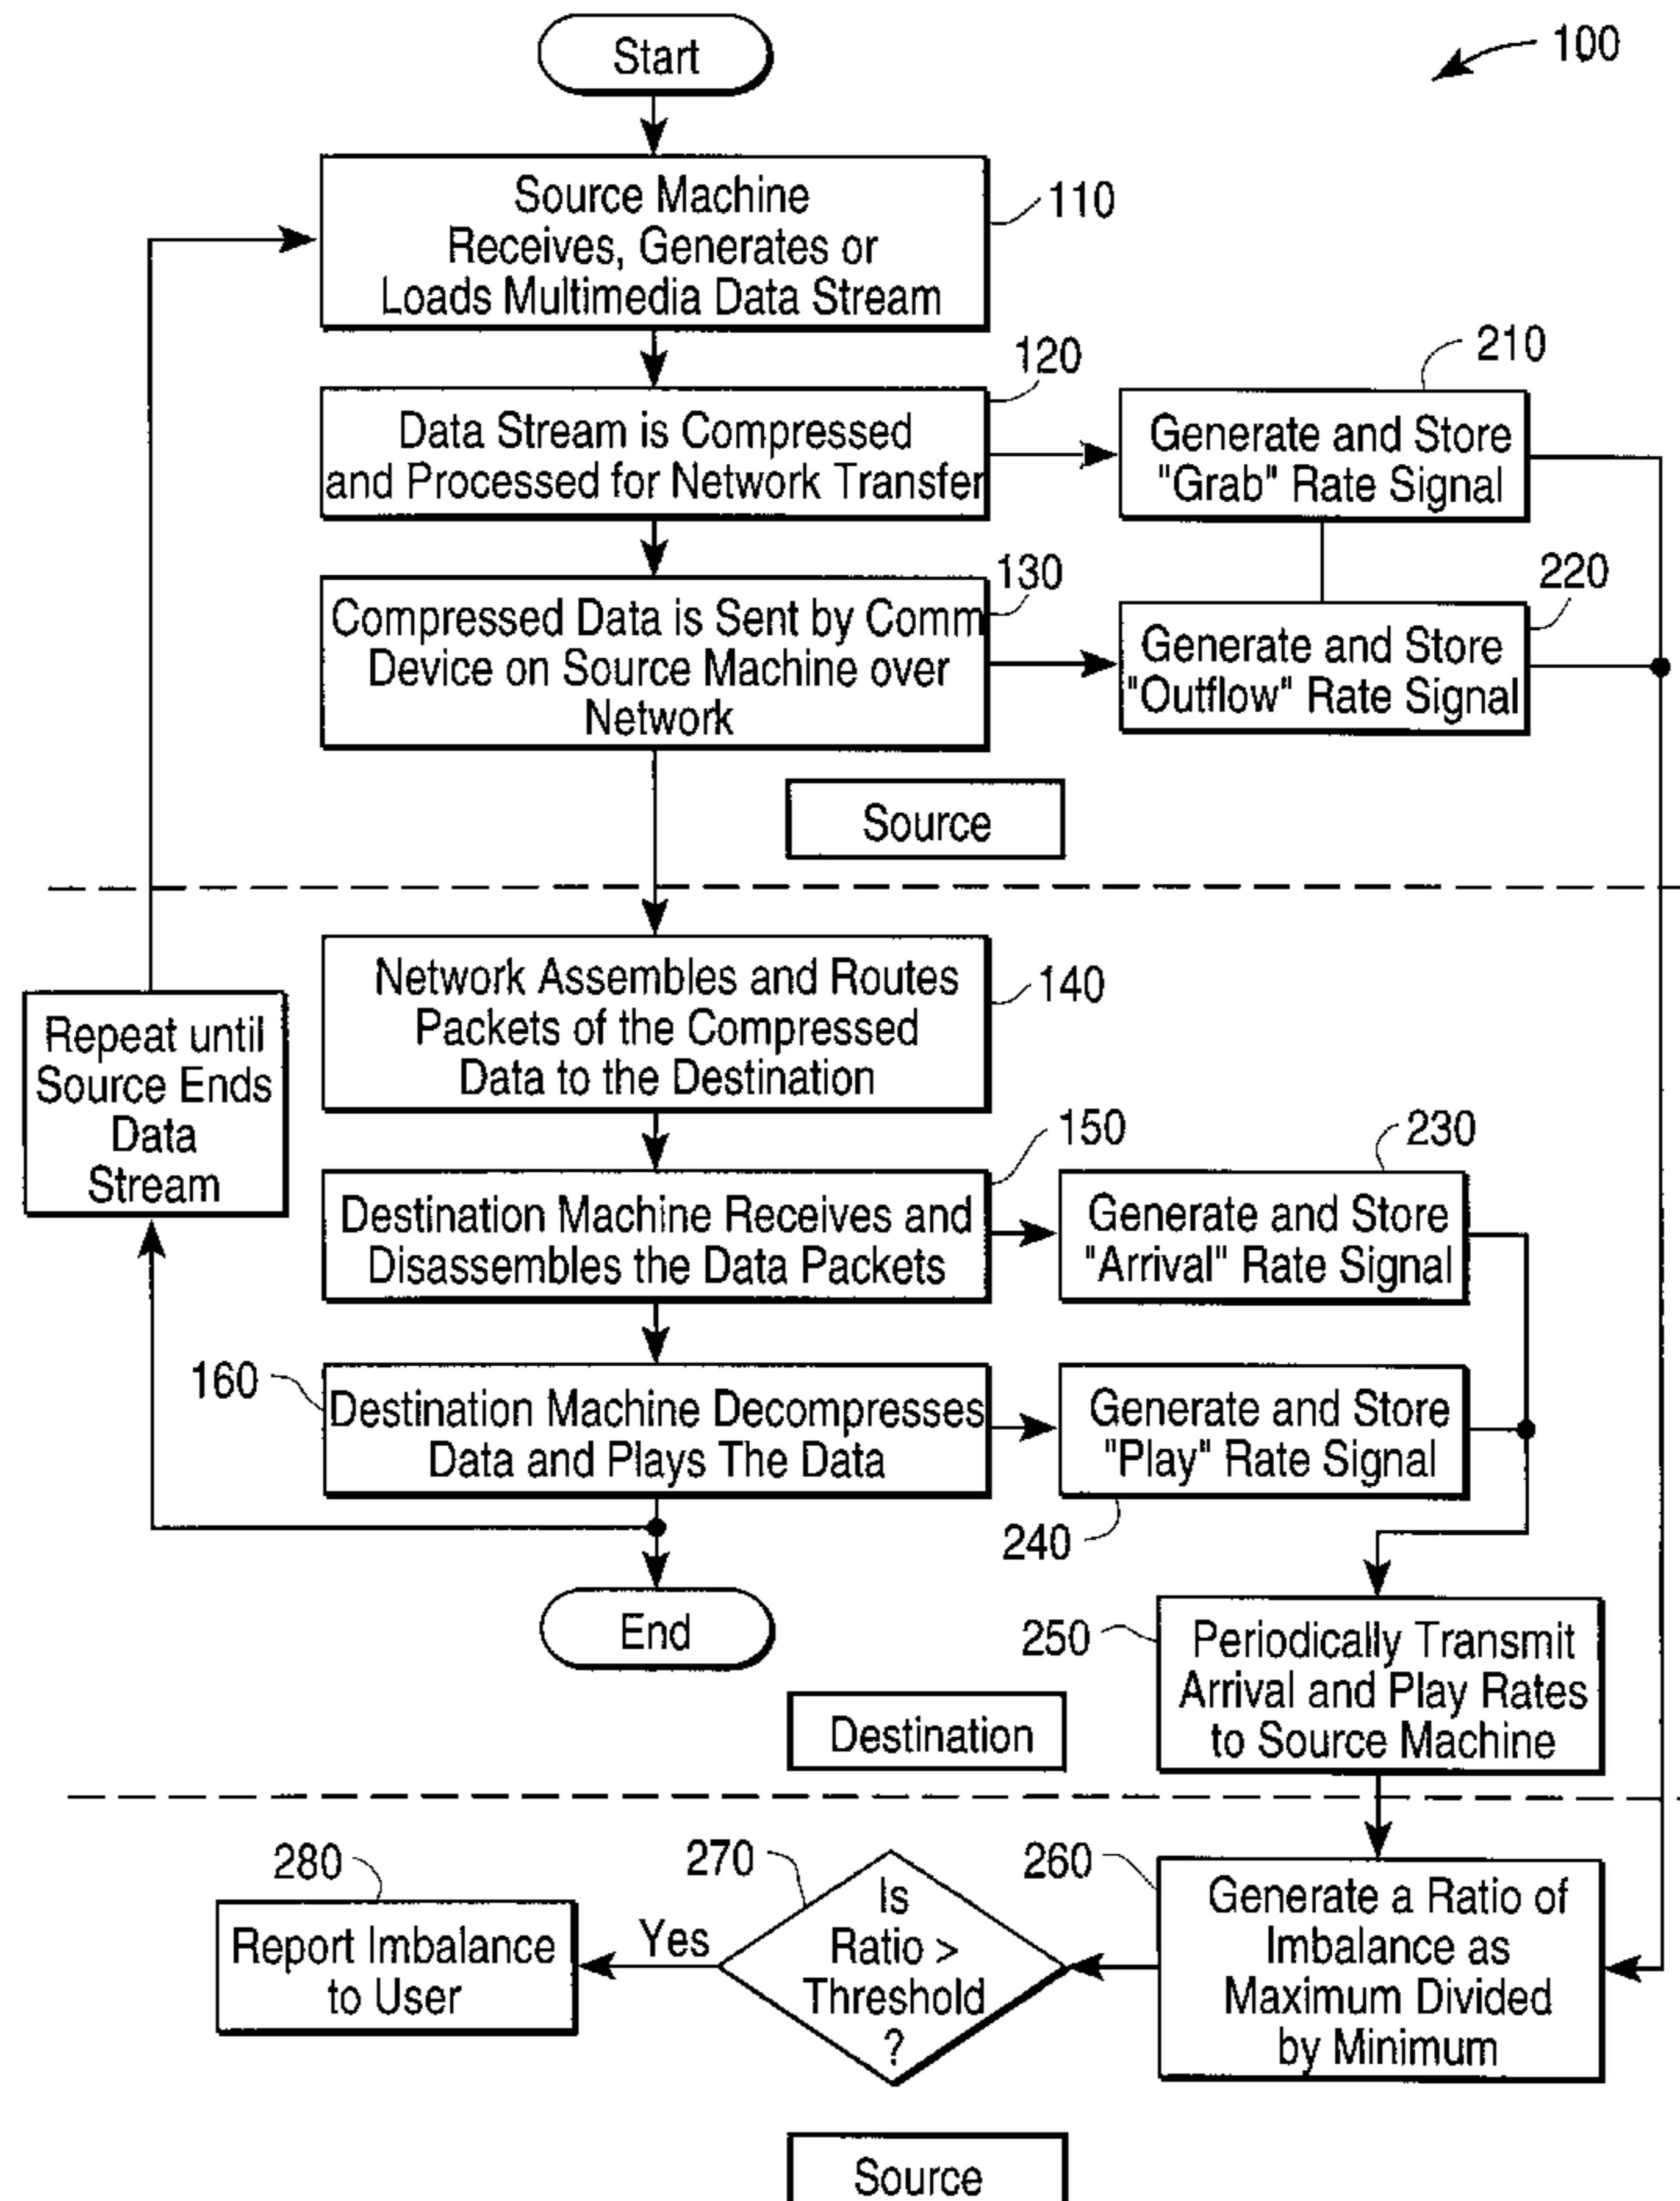 Start
100
Source Machine
Receives, Generates or
Loads Multimedia Data Stream
110
120
Data Stream is Compressed
and Processed for Network Transfer
210
Generate and Store
"Grab" Rate Signal
130
Compressed Data is Sent by Comm
Device on Source Machine over
Network
220
Generate and Store
"Outflow" Rate Signal
Source
Network Assembles and Routes
Packets of the Compressed
Data to the Destination
140
Repeat until
Source Ends
Data
Stream
150
Destination Machine Receives and
Disassembles the Data Packets
230
Generate and Store
"Arrival" Rate Signal
160
Destination Machine Decompresses
Data and Plays The Data
Generate and Store
"Play" Rate Signal
240
End
250
Periodically Transmit
Arrival and Play Rates
to Source Machine
Destination
280
Report Imbalance
to User
Yes
270
Is
Ratio >
Threshold
?
260
Generate a Ratio of
Imbalance as
Maximum Divided
by Minimum
Source